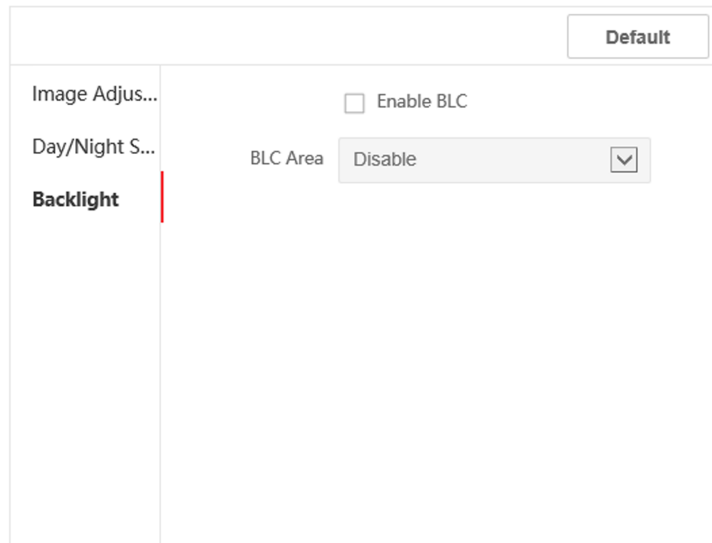 Default
Image Adjus...
Enable BLC
Day/Night S...
BLC Area Disable
Backlight